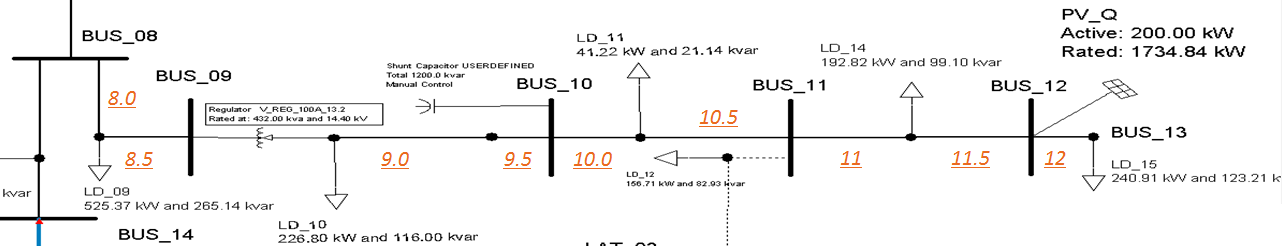 BUS_08
PV_Q
Active: 200.00 kW
Rated: 1734.84 kW
LD_11
41.22 kW and 21.14 kvar
LD_14
192.82 kW and 99.10 kvar
Shunt Capacitor USERDEFINED
Total 1200.0 kvar
Manual Control
BUS_09
BUS_10
BUS_11
BUS_12
8.0
Regulator V_REG_100A_13.2
Rated at: 432.00 kva and 14.40 kV
10.5
BUS_13
8.5
9.0
9.5
10.0
11
11.5
12
LD_12
156.71 kW and 82.93 kvar
LD_15
240.91 kW and 123.21 k
kvar
LD_09
525.37 kW and 265.14 kvar
LD_10
226.80 kW and 116.00 kvar
BUS_14